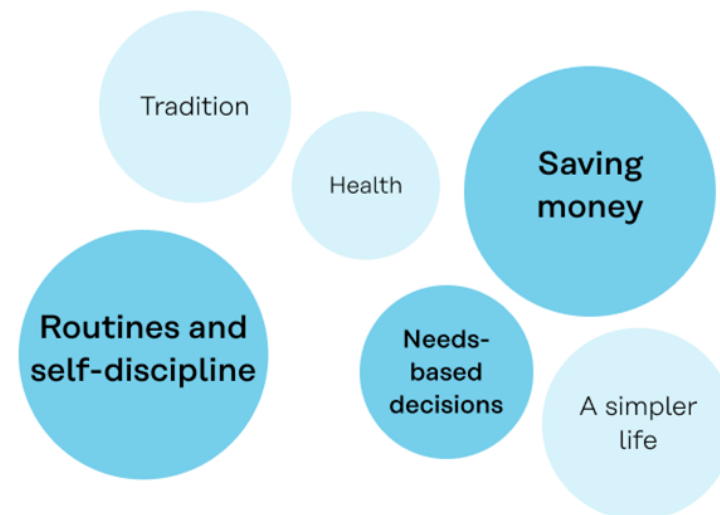 Tradition
Health
Saving
money
Routines and
self-discipline
Needs-
based
decisions
A simpler
life